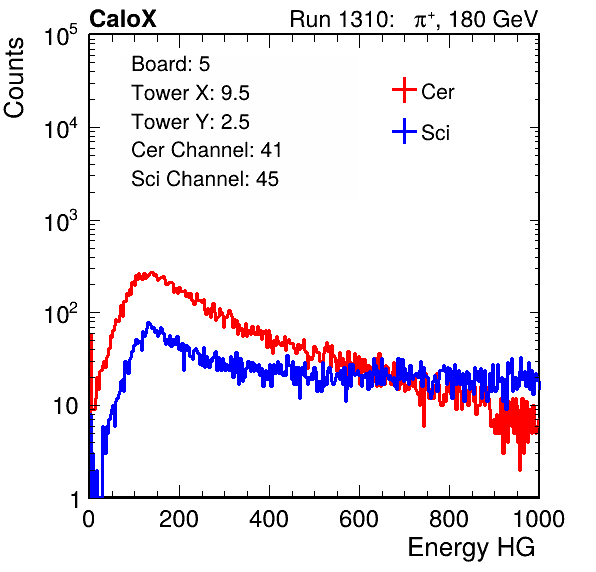 CaloX Run 1310: π⁺, 180 GeV
Counts
10⁵
10⁴
10³
10²
10
1
Board: 5
Tower X: 9.5
Tower Y: 2.5
Cer Channel: 41
Sci Channel: 45
Cer
Sci
0 200 400 600 800 1000
Energy HG